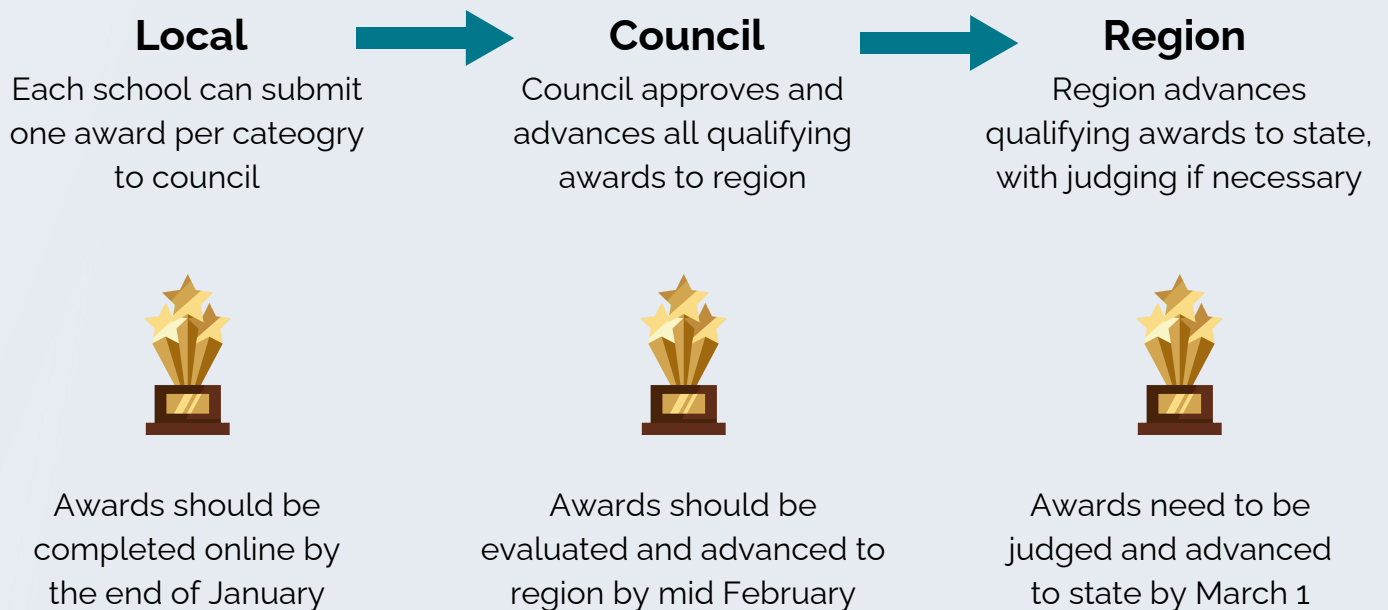 Local
Each school can submit
one award per cateogry
to council
Awards should be
completed online by
the end of January
Council
Council approves and
advances all qualifying
awards to region
Awards should be
evaluated and advanced to
region by mid February
Region
Region advances
qualifying awards to state,
with judging if necessary
Awards need to be
judged and advanced
to state by March 1